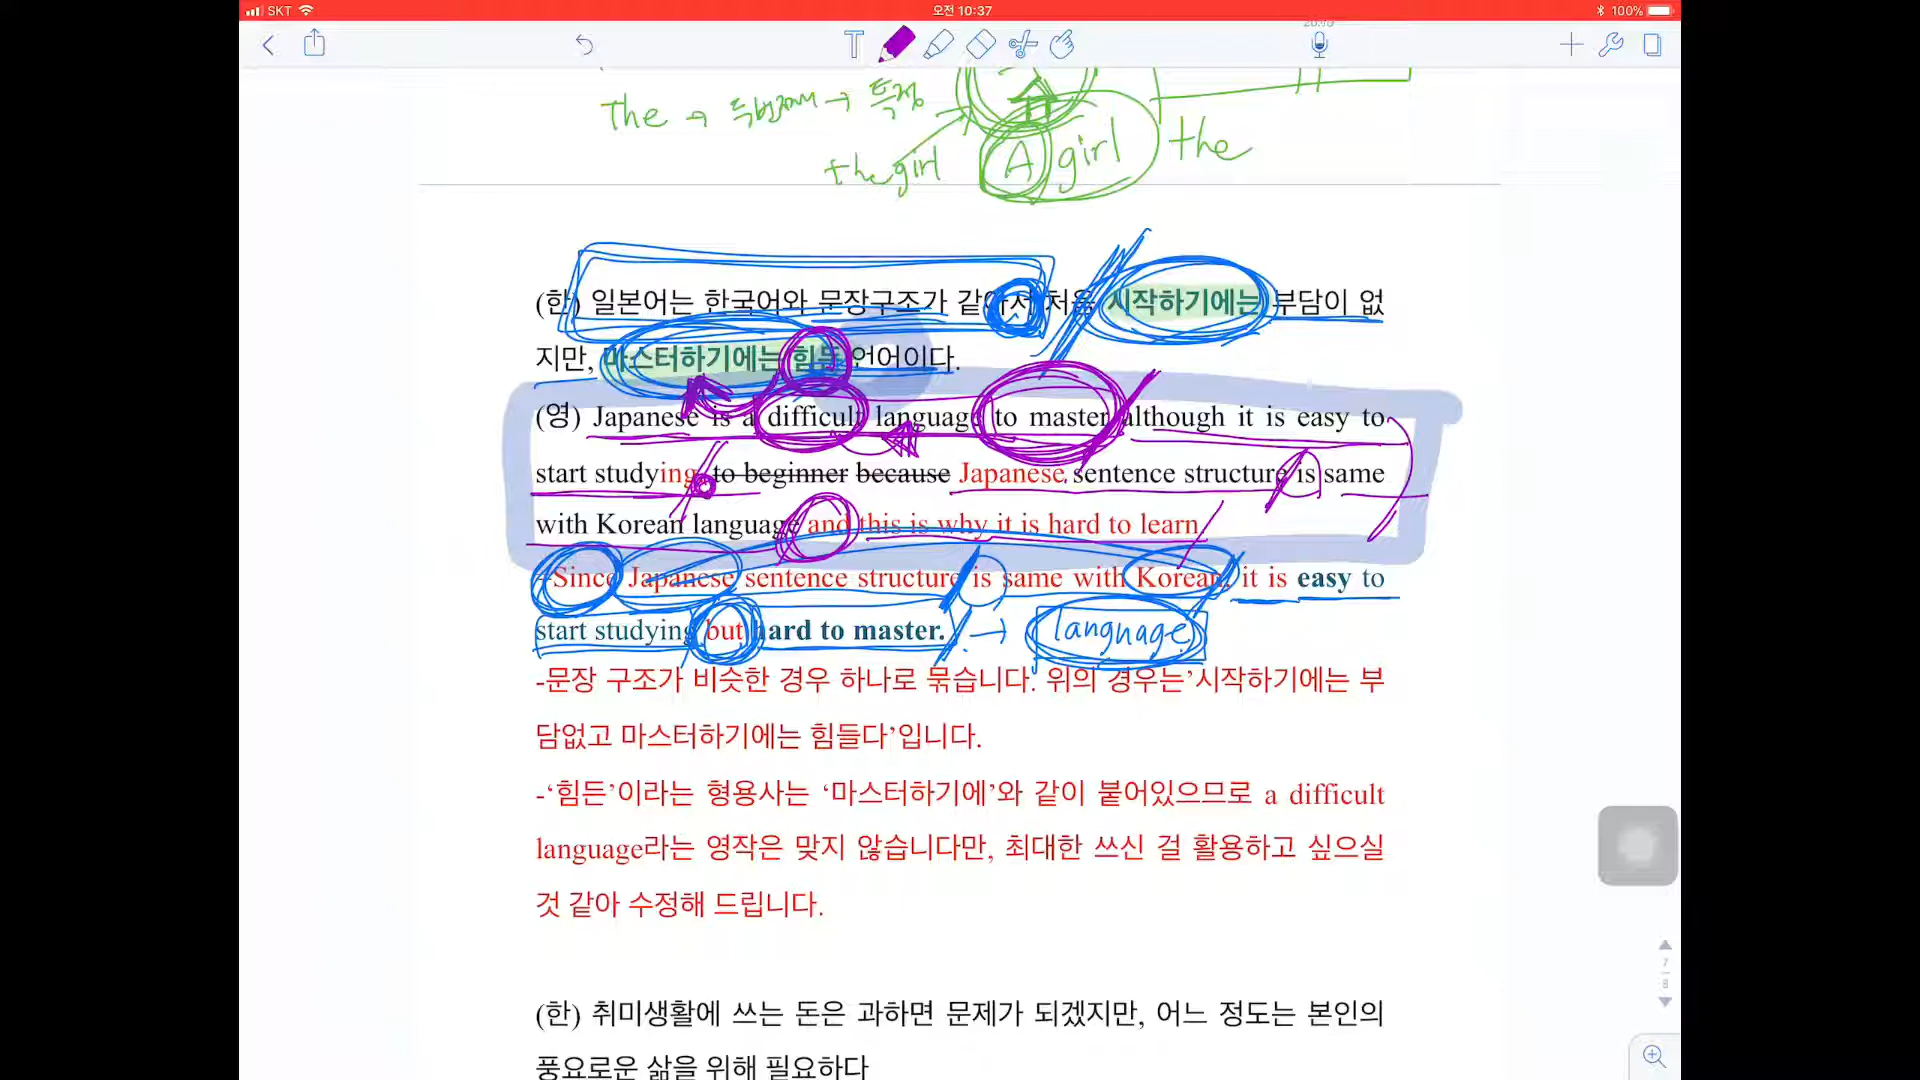 SKT 오전 10:37 100%
T
the → 두번째 → 특정
the girl A girl the
(한) 일본어는 한국어와 문장구조가 같아서 처음 시작하기에는 부담이 없
지만, 마스터하기에는 힘든 언어이다.
(영) Japanese is a difficult language to master although it is easy to
start studying to beginner because Japanese sentence structure is same
with Korean language and this is why it is hard to learn.
-Since Japanese sentence structure is same with Korean, it is easy to
start studying but hard to master. → language
-문장 구조가 비슷한 경우 하나로 묶습니다. 위의 경우는’시작하기에는 부
담없고 마스터하기에는 힘들다’입니다.
-‘힘든’이라는 형용사는 ‘마스터하기에’와 같이 붙어있으므로 a difficult
language라는 영작은 맞지 않습니다만, 최대한 쓰신 걸 활용하고 싶으실
것 같아 수정해 드립니다.
7
8
(한) 취미생활에 쓰는 돈은 과하면 문제가 되겠지만, 어느 정도는 본인의
풍요로운 삶을 위해 필요하다